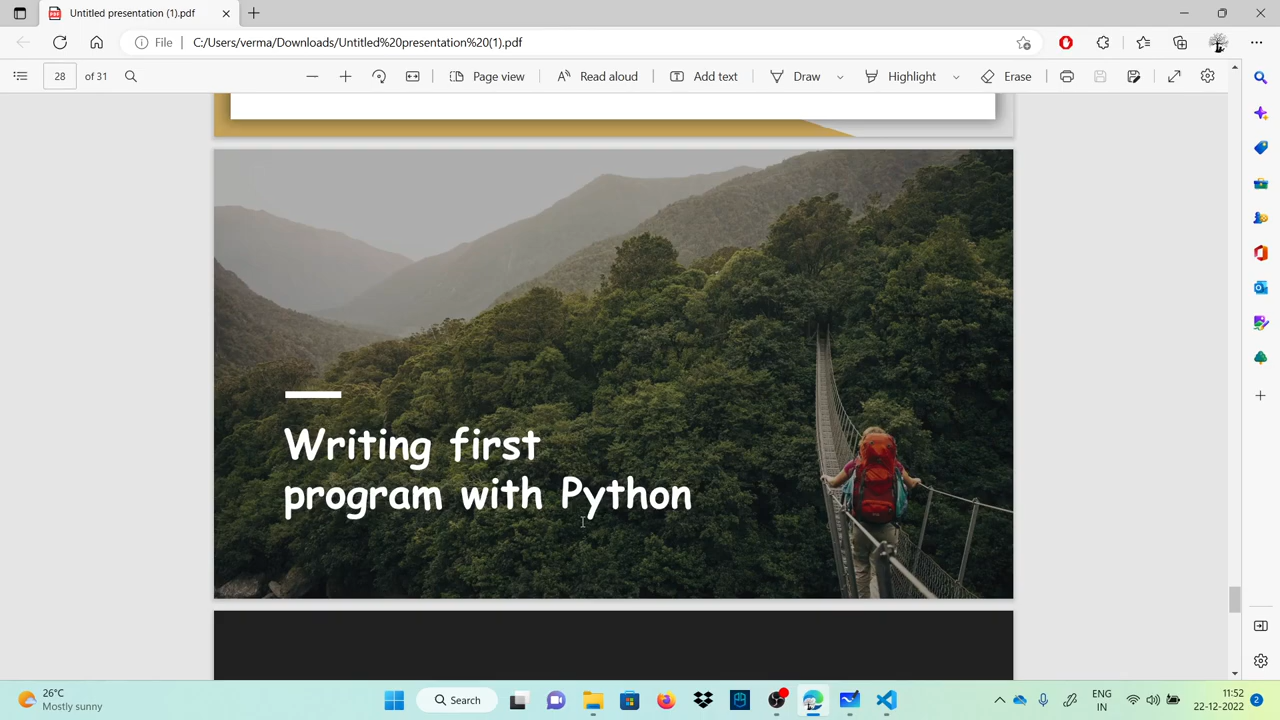 Untitled presentation (1).pdf
File
C:/Users/verma/Downloads/Untitled%20presentation%20(1).pdf
28 of 31
Page view
Read aloud
Add text
Draw
Highlight
Erase
Writing first
program with Python
26°C
Mostly sunny
Search
ENG
IN
11:52
22-12-2022
2